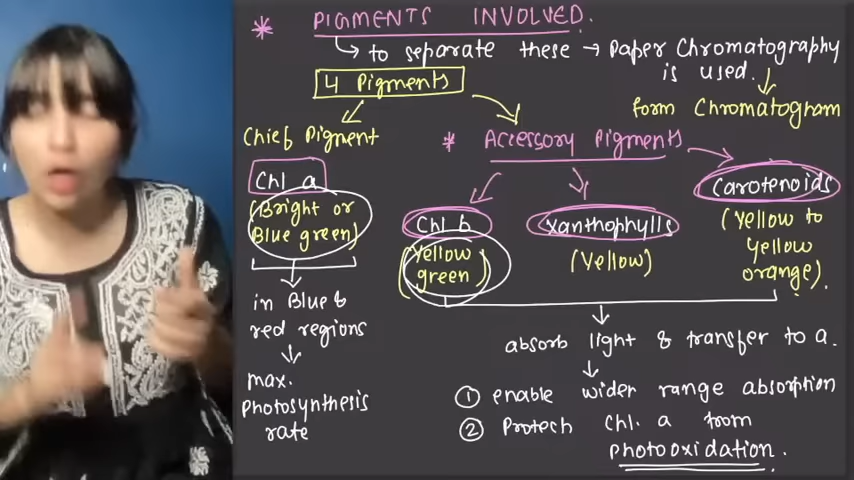 * PIGMENTS INVOLVED.
to separate these → Paper Chromatography
is used.
4 Pigments
form Chromatogram
Chief Pigment
* Accessory Pigments
Chl a
Carotenoids
(Bright or
Blue green)
Chl b
Xanthophylls
(Yellow to
yellow
orange).
(Yellow
green)
(Yellow)
in Blue &
red regions
absorb light & transfer to a.
max.
Photosynthesis
rate
① enable wider range absorption
② Protech Chl. a from
photooxidation.